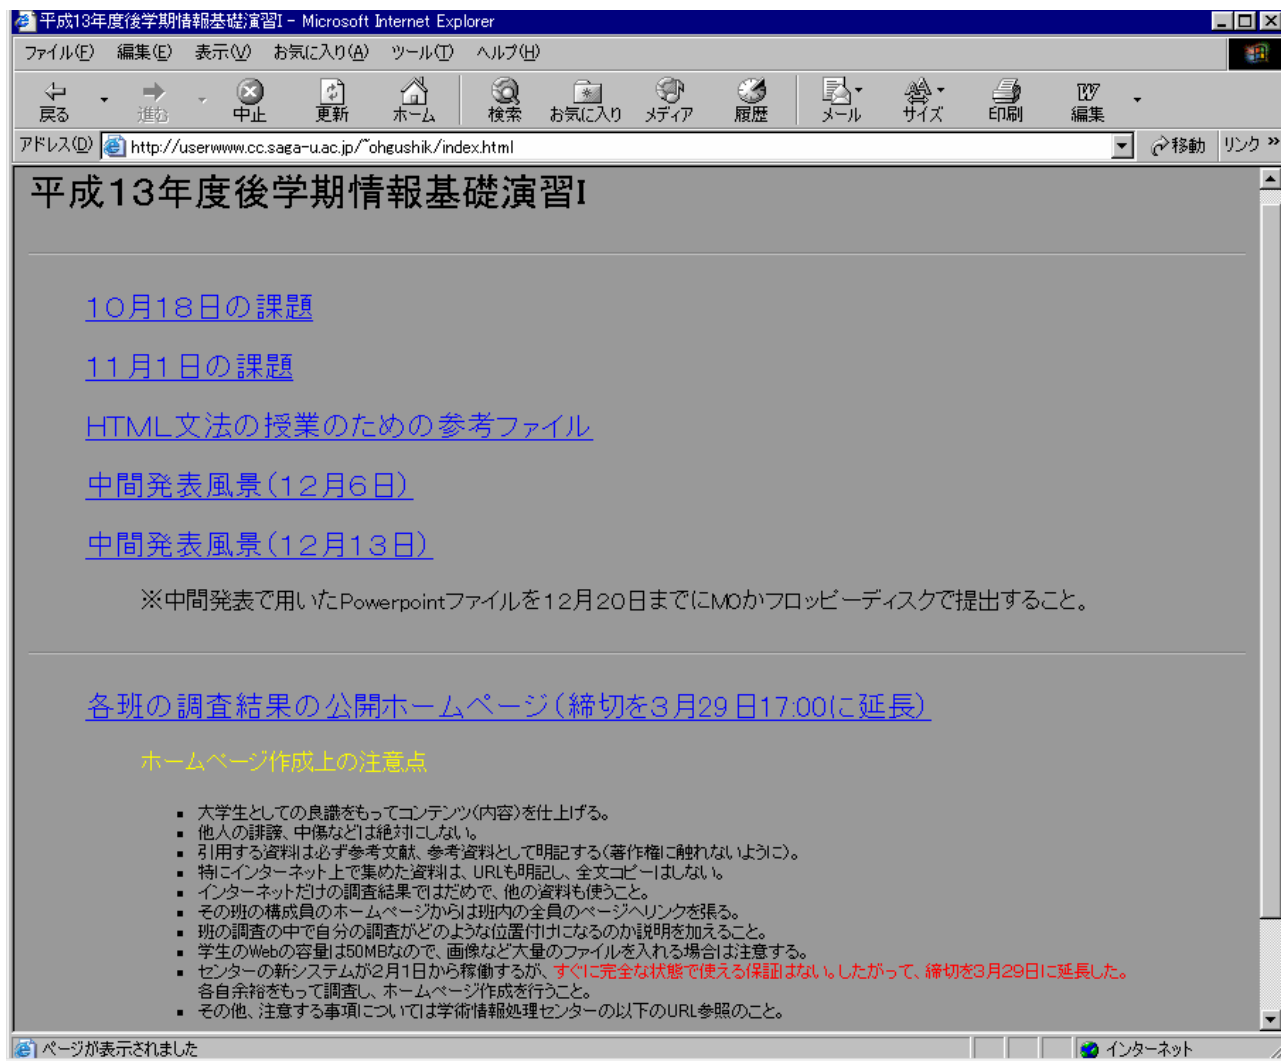 平成13年度後学期情報基礎演習I - Microsoft Internet Explorer
ファイル(F) 編集(E) 表示(V) お気に入り(A) ツール(T) ヘルプ(H)
戻る 進む 中止 更新 ホーム 検索 お気に入り メディア 履歴 メール サイズ 印刷 編集
アドレス(D) http://userwww.cc.saga-u.ac.jp/~ohgushik/index.html 移動 リンク »
平成13年度後学期情報基礎演習I
10月18日の課題
11月1日の課題
HTML文法の授業のための参考ファイル
中間発表風景(12月6日)
中間発表風景(12月13日)
※中間発表で用いたPowerpointファイルを12月20日までにMOかフロッピーディスクで提出すること。
各班の調査結果の公開ホームページ(締切を3月29日17:00に延長)
ホームページ作成上の注意点
▪ 大学生としての良識をもってコンテンツ(内容)を仕上げる。
▪ 他人の誹謗、中傷などは絶対にしない。
▪ 引用する資料は必ず参考文献、参考資料として明記する(著作権に触れないように)。
▪ 特にインターネット上で集めた資料は、URLも明記し、全文コピーはしない。
▪ インターネットだけの調査結果ではだめで、他の資料も使うこと。
▪ その班の構成員のホームページからは班内の全員のページへリンクを張る。
▪ 班の調査の中で自分の調査がどのような位置付けになるのか説明を加えること。
▪ 学生のWebの容量は50MBなので、画像など大量のファイルを入れる場合は注意する。
▪ センターの新システムが2月1日から稼働するが、すぐに完全な状態で使える保証はない。したがって、締切を3月29日に延長した。
各自余裕をもって調査し、ホームページ作成を行うこと。
▪ その他、注意する事項については学術情報処理センターの以下のURL参照のこと。
ページが表示されました インターネット